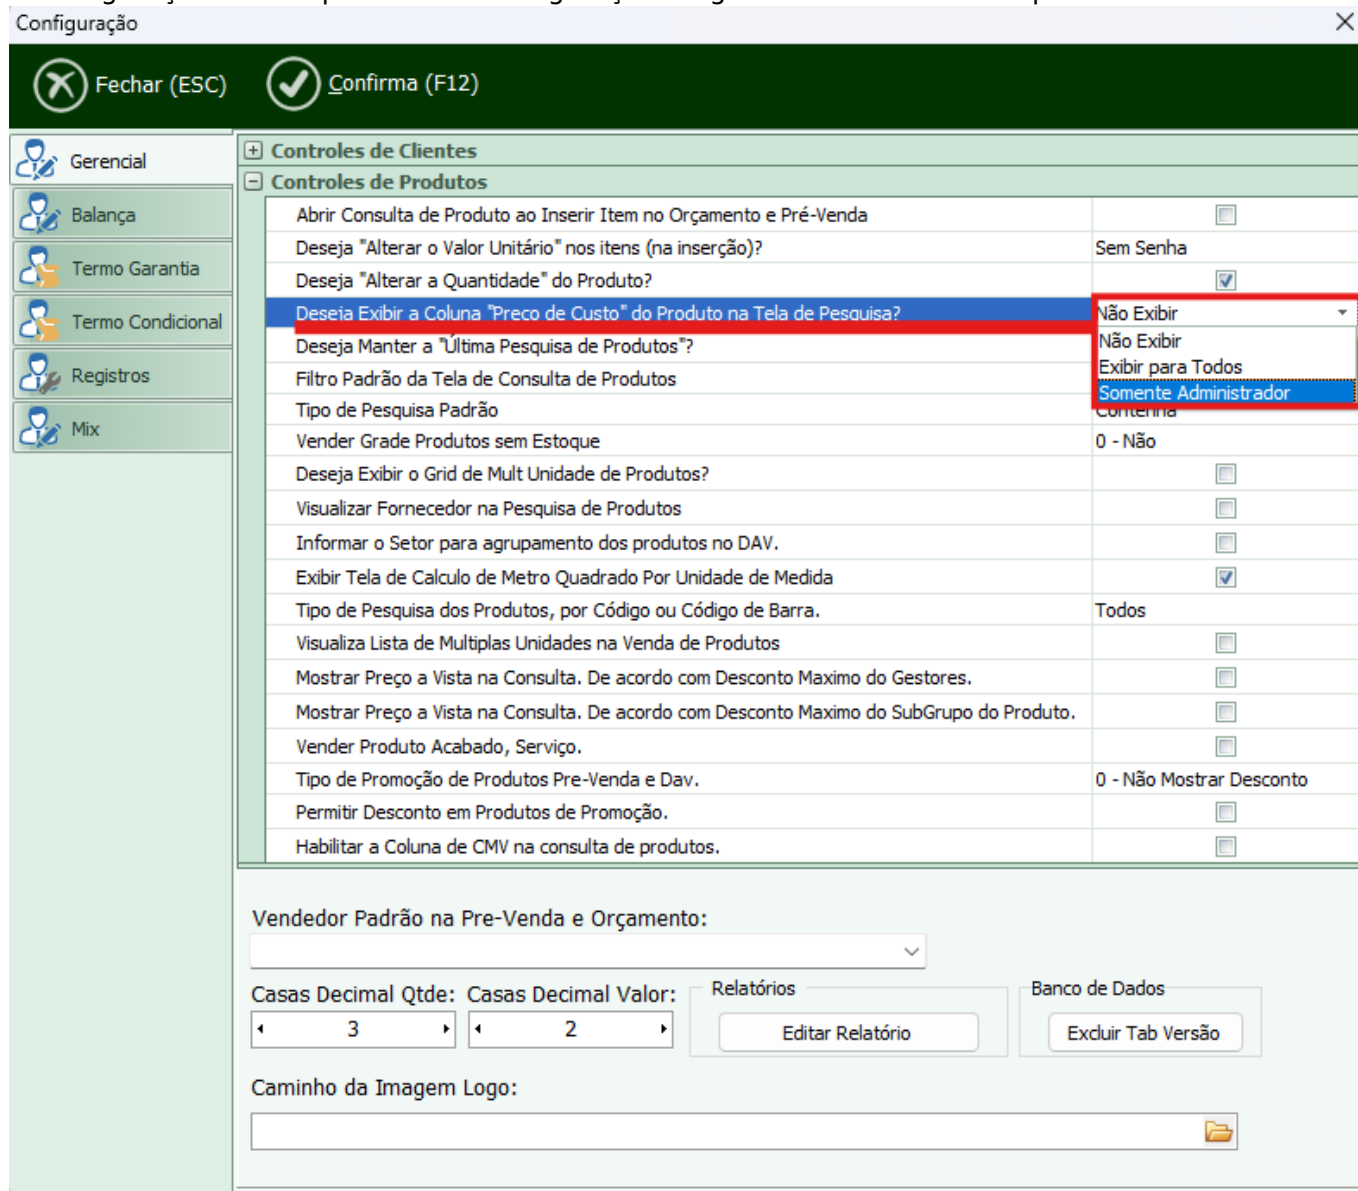 Configuração
Fechar (ESC)
Confirma (F12)
Gerencial
Balança
Termo Garantia
Termo Condicional
Registros
Mix
Controles de Clientes
Controles de Produtos
Abrir Consulta de Produto ao Inserir Item no Orçamento e Pré-Venda
Deseja "Alterar o Valor Unitário" nos itens (na inserção)? Sem Senha
Deseja "Alterar a Quantidade" do Produto?
Deseja Exibir a Coluna "Preço de Custo" do Produto na Tela de Pesquisa? Não Exibir
Deseja Manter a "Última Pesquisa de Produtos"? Não Exibir
Filtro Padrão da Tela de Consulta de Produtos Exibir para Todos
Somente Administrador
Tipo de Pesquisa Padrão Contenha
Vender Grade Produtos sem Estoque 0 - Não
Deseja Exibir o Grid de Mult Unidade de Produtos?
Visualizar Fornecedor na Pesquisa de Produtos
Informar o Setor para agrupamento dos produtos no DAV.
Exibir Tela de Calculo de Metro Quadrado Por Unidade de Medida
Tipo de Pesquisa dos Produtos, por Código ou Código de Barra. Todos
Visualiza Lista de Multiplas Unidades na Venda de Produtos
Mostrar Preço a Vista na Consulta. De acordo com Desconto Maximo do Gestores.
Mostrar Preço a Vista na Consulta. De acordo com Desconto Maximo do SubGrupo do Produto.
Vender Produto Acabado, Serviço.
Tipo de Promoção de Produtos Pre-Venda e Dav. 0 - Não Mostrar Desconto
Permitir Desconto em Produtos de Promoção.
Habilitar a Coluna de CMV na consulta de produtos.
Vendedor Padrão na Pre-Venda e Orçamento:
Casas Decimal Qtde: Casas Decimal Valor: Relatórios Banco de Dados
3 2 Editar Relatório Excluir Tab Versão
Caminho da Imagem Logo: